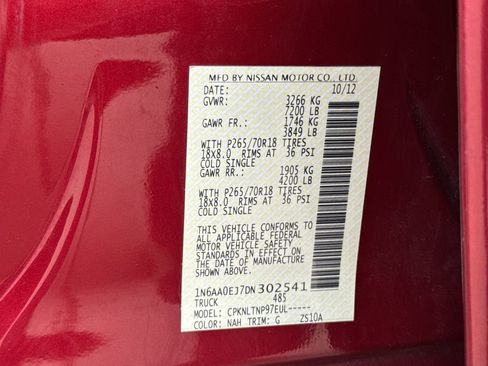 MFD BY NISSAN MOTOR CO., LTD
DATE: 10/12
GVWR: 3266 KG
7200 LB
GAWR FR.: 1746 KG
3849 LB
WITH P265/70R18 TIRES
18x8.0 RIMS AT 36 PSI
COLD SINGLE
GAWR RR.: 1905 KG
4200 LB
WITH P265/70R18 TIRES
18x8.0 RIMS AT 36 PSI
COLD SINGLE
THIS VEHICLE CONFORMS TO
ALL APPLICABLE FEDERAL
MOTOR VEHICLE SAFETY
STANDARDS IN EFFECT ON
THE DATE OF MANUFACTURE
SHOWN ABOVE.
1N6AA0EJ7DN302541
TRUCK 485
MODEL: CPKNLTNP97EUL-----
COLOR: NAH TRIM: G ZS10A